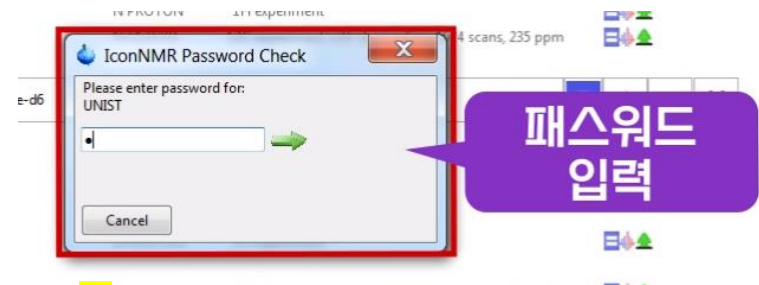 N PROTON 1H experiment
IconNMR Password Check
4 scans, 235 ppm
Please enter password for:
UNIST
e-d6
패스워드
입력
Cancel